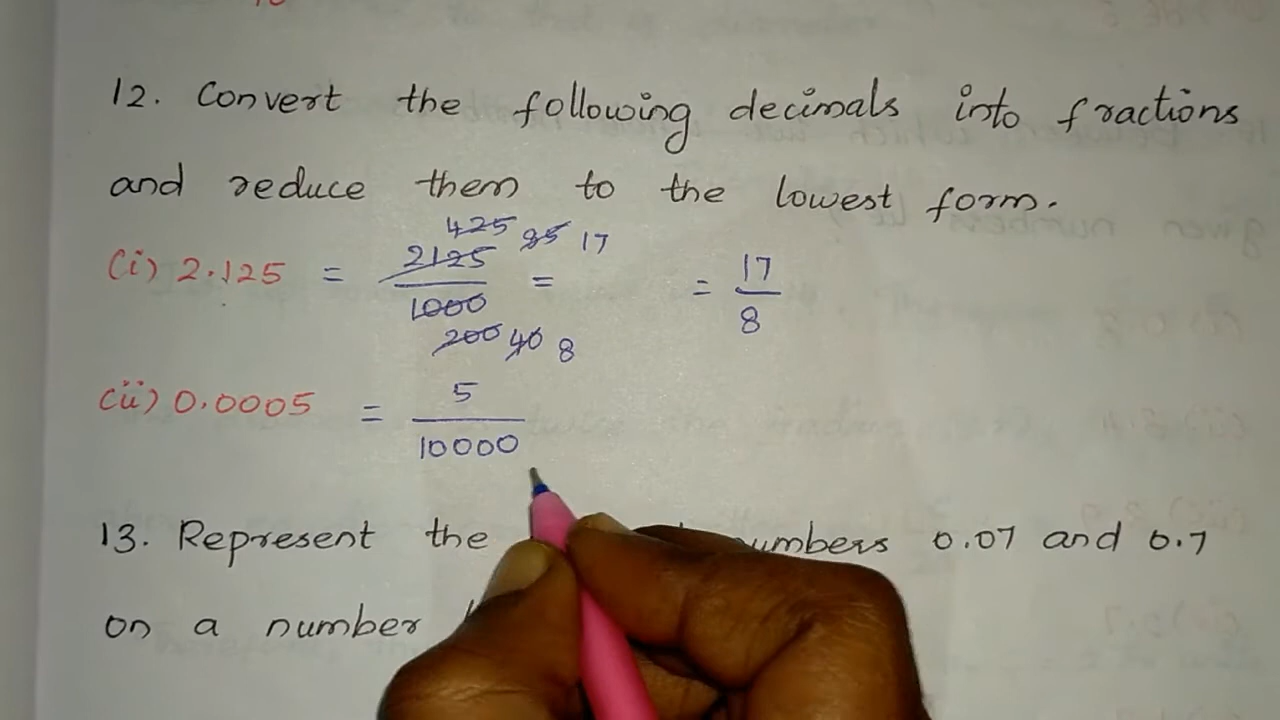 12. Convert the following decimals into fractions
and reduce them to the lowest form.
425 85 17
(i) 2.125 = 2125/1000 = = 17/8
200 40 8
(ii) 0.0005 = 5/10000
13. Represent the umbers 0.07 and 0.7
on a number